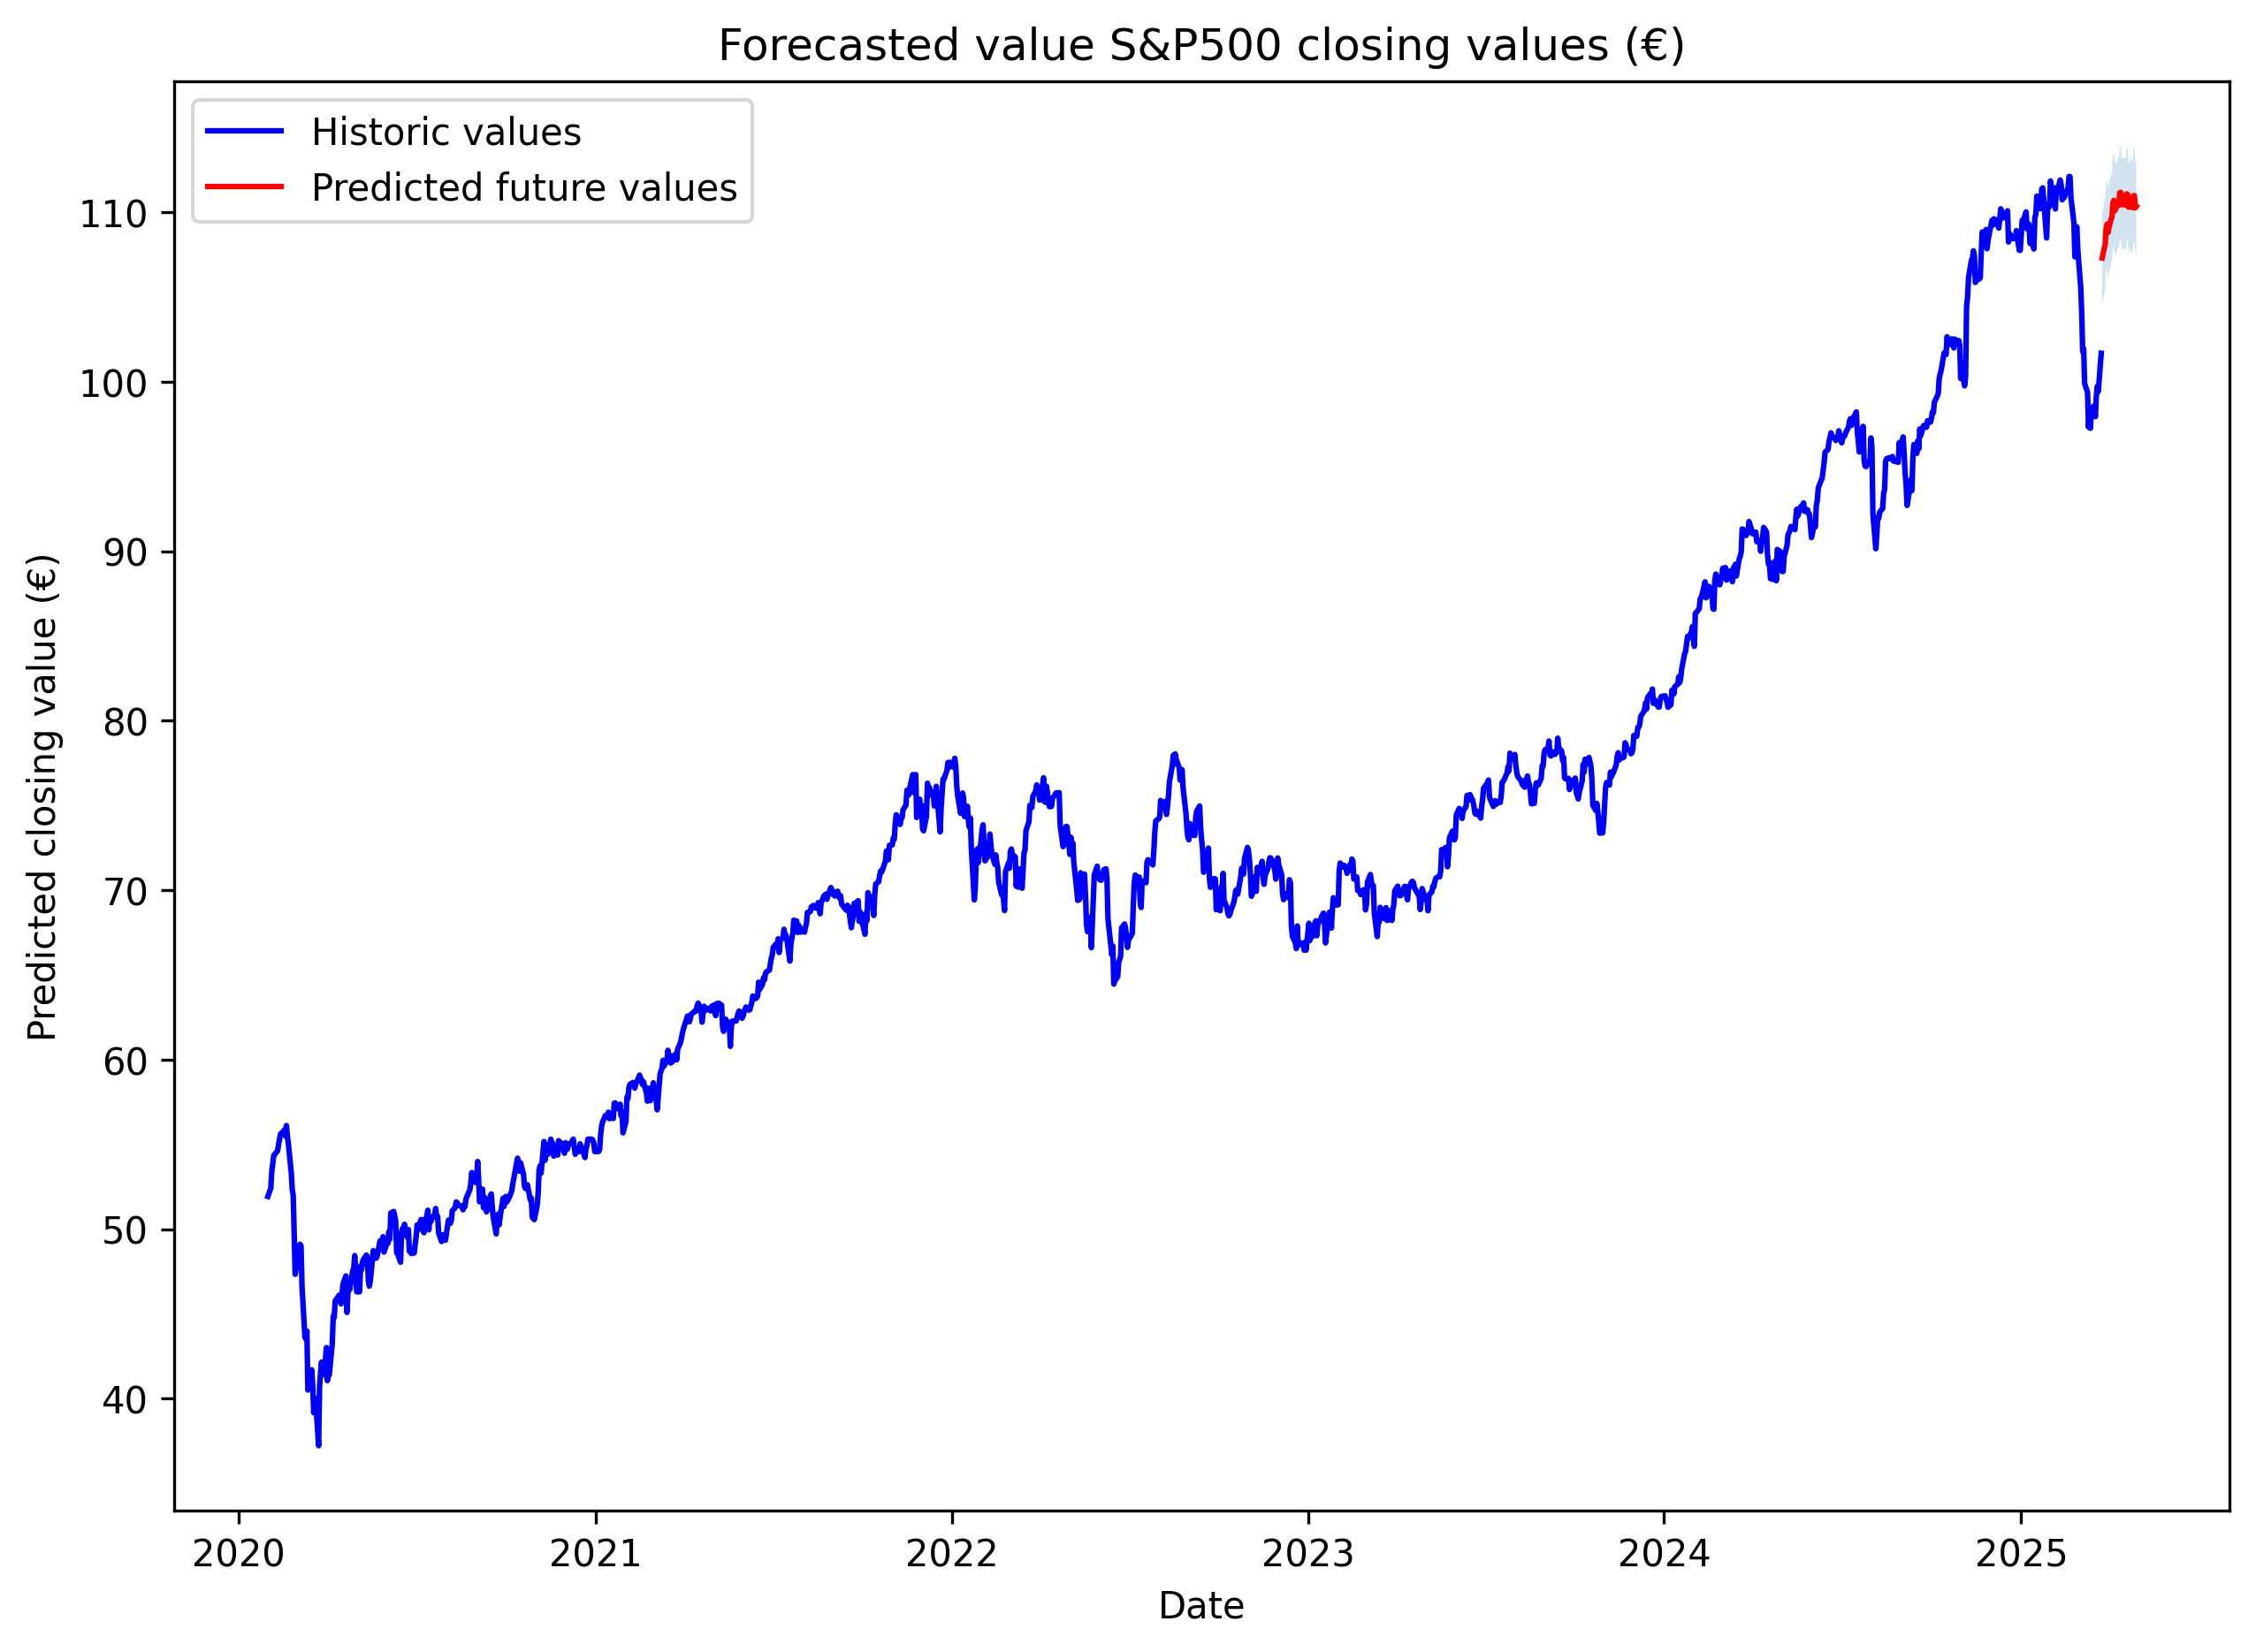 Forecasted value S&P500 closing values (€)
Historic values
Predicted future values
Predicted closing value (€)
110
100
90
80
70
60
50
40
2020
2021
2022
2023
2024
2025
Date